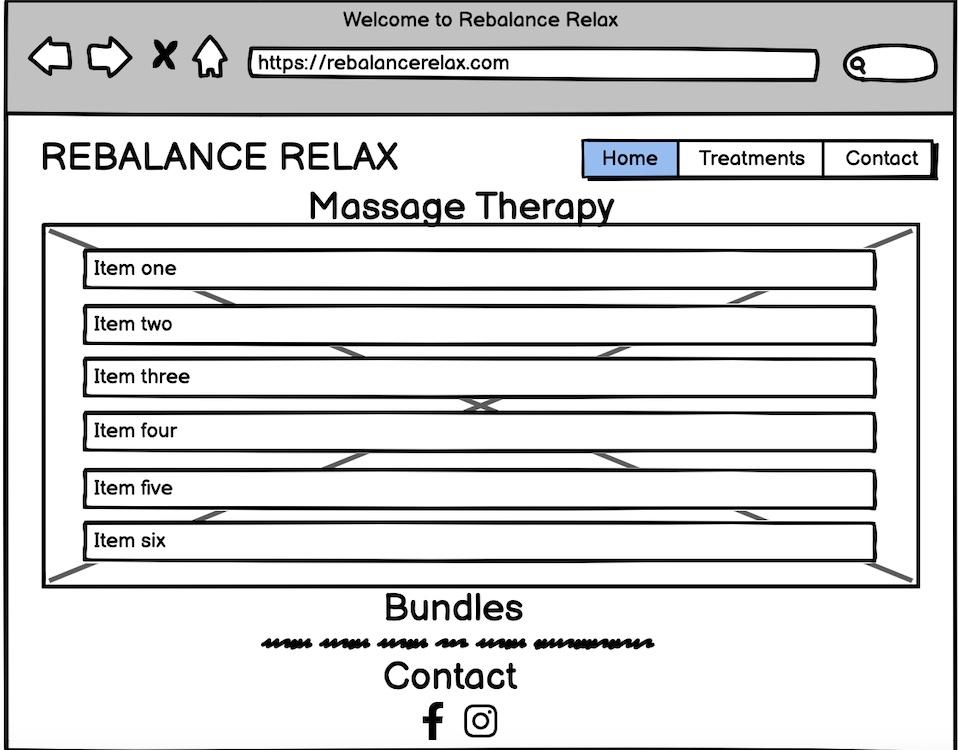 Welcome to Rebalance Relax
https://rebalancerelax.com
REBALANCE RELAX
Home Treatments Contact
Massage Therapy
Item one
Item two
Item three
Item four
Item five
Item six
Bundles
Contact